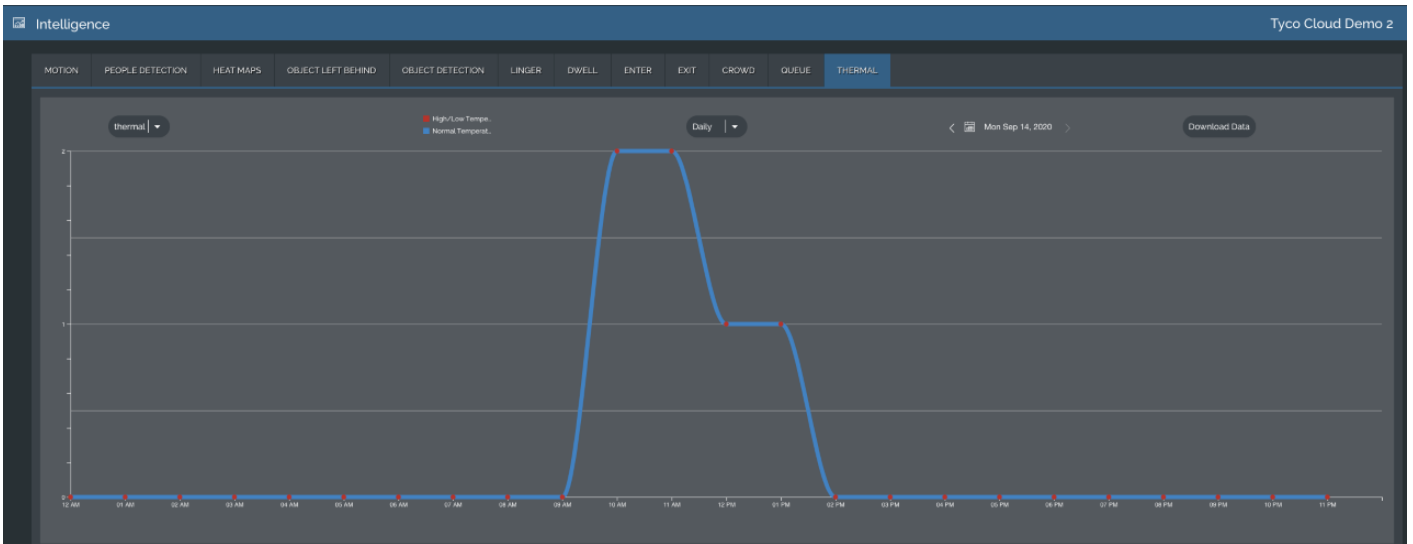 Intelligence
Tyco Cloud Demo 2
MOTION PEOPLE DETECTION HEAT MAPS OBJECT LEFT BEHIND OBJECT DETECTION LINGER DWELL ENTER EXIT CROWD QUEUE THERMAL
thermal
High/Low Tempe..
Normal Temperat..
Daily
Mon Sep 14, 2020
Download Data
2
1
0
12 AM 01 AM 02 AM 03 AM 04 AM 05 AM 06 AM 07 AM 08 AM 09 AM 10 AM 11 AM 12 PM 01 PM 02 PM 03 PM 04 PM 05 PM 06 PM 07 PM 08 PM 09 PM 10 PM 11 PM